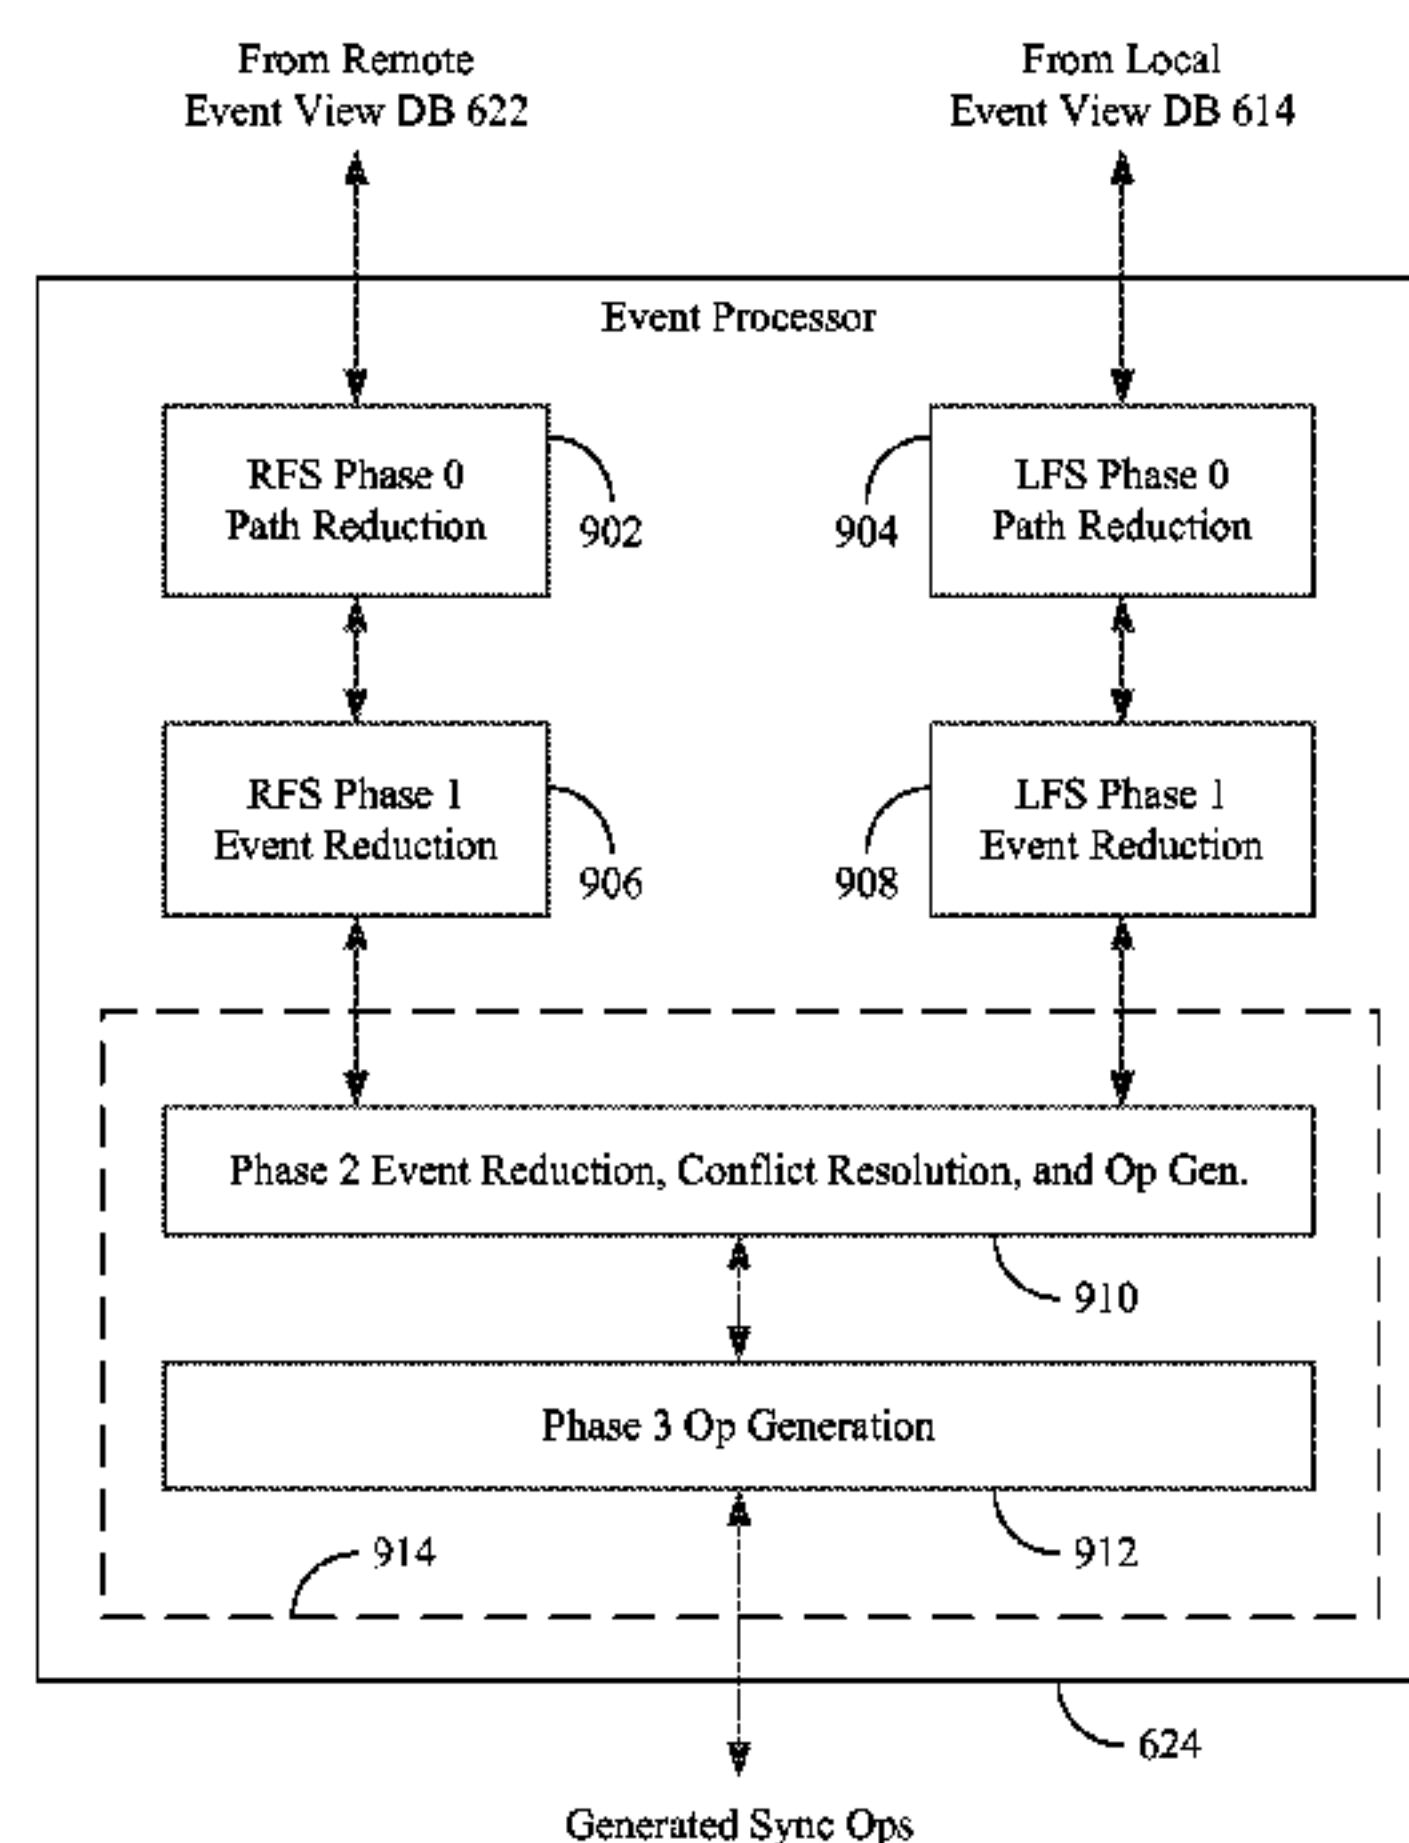 From Remote
Event View DB 622
From Local
Event View DB 614
Event Processor
RFS Phase 0
Path Reduction
902
LFS Phase 0
Path Reduction
904
RFS Phase 1
Event Reduction
906
LFS Phase 1
Event Reduction
908
Phase 2 Event Reduction, Conflict Resolution, and Op Gen.
910
Phase 3 Op Generation
912
914
624
Generated Sync Ops